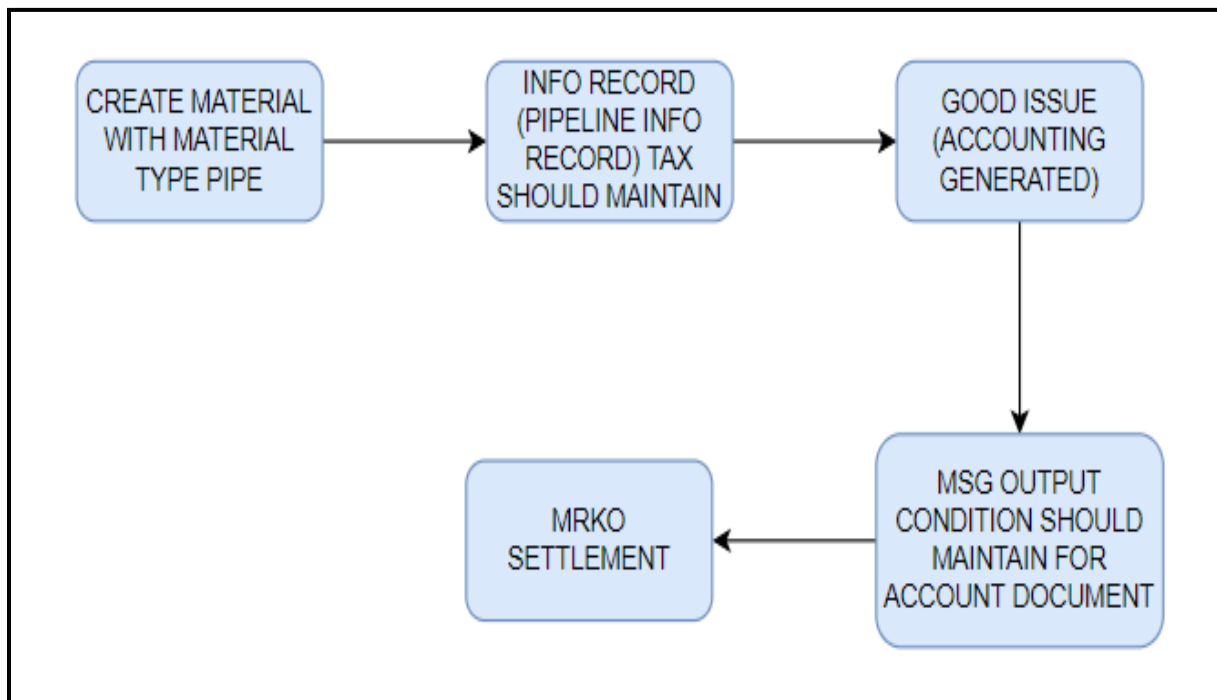 CREATE MATERIAL
WITH MATERIAL
TYPE PIPE
INFO RECORD
(PIPELINE INFO
RECORD) TAX
SHOULD MAINTAIN
GOOD ISSUE
(ACCOUNTING
GENERATED)
MSG OUTPUT
CONDITION SHOULD
MAINTAIN FOR
ACCOUNT DOCUMENT
MRKO
SETTLEMENT